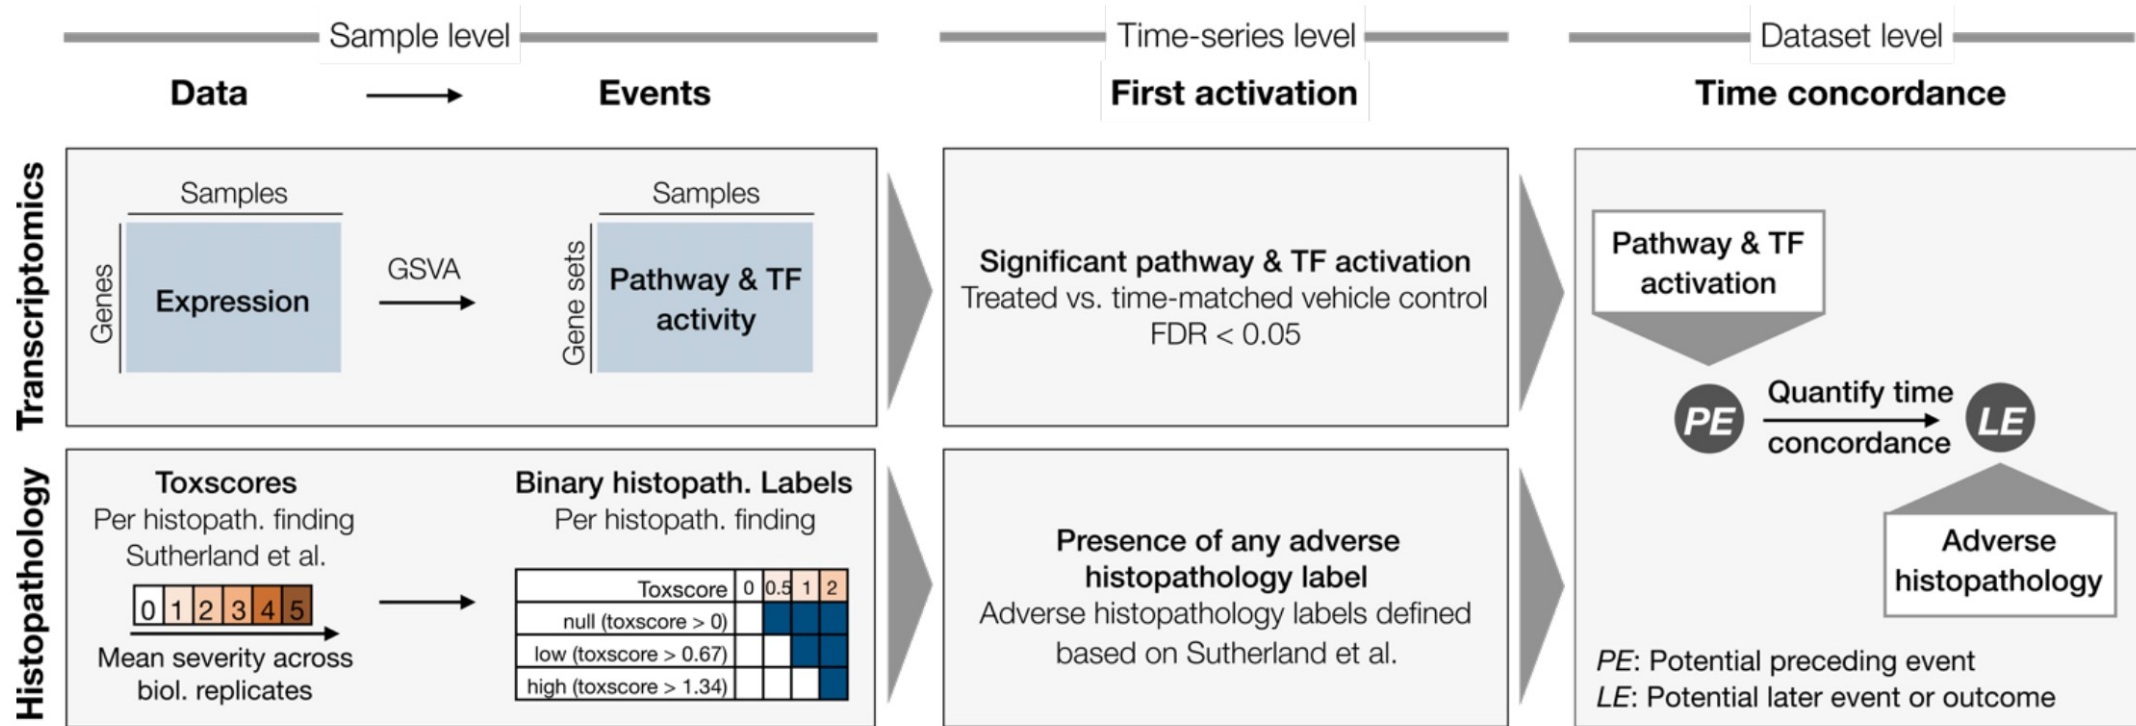 Sample level
Time-series level
Dataset level
Data
Events
First activation
Time concordance
Transcriptomics
Samples
Genes
Expression
GSVA
Samples
Gene sets
Pathway & TF
activity
Significant pathway & TF activation
Treated vs. time-matched vehicle control
FDR < 0.05
Pathway & TF
activation
PE
Quantify time
concordance
LE
Adverse
histopathology
PE: Potential preceding event
LE: Potential later event or outcome
Histopathology
Toxscores
Per histopath. finding
Sutherland et al.
0 1 2 3 4 5
Mean severity across
biol. replicates
Binary histopath. Labels
Per histopath. finding
Toxscore 0 0.5 1 2
null (toxscore > 0)
low (toxscore > 0.67)
high (toxscore > 1.34)
Presence of any adverse
histopathology label
Adverse histopathology labels defined
based on Sutherland et al.